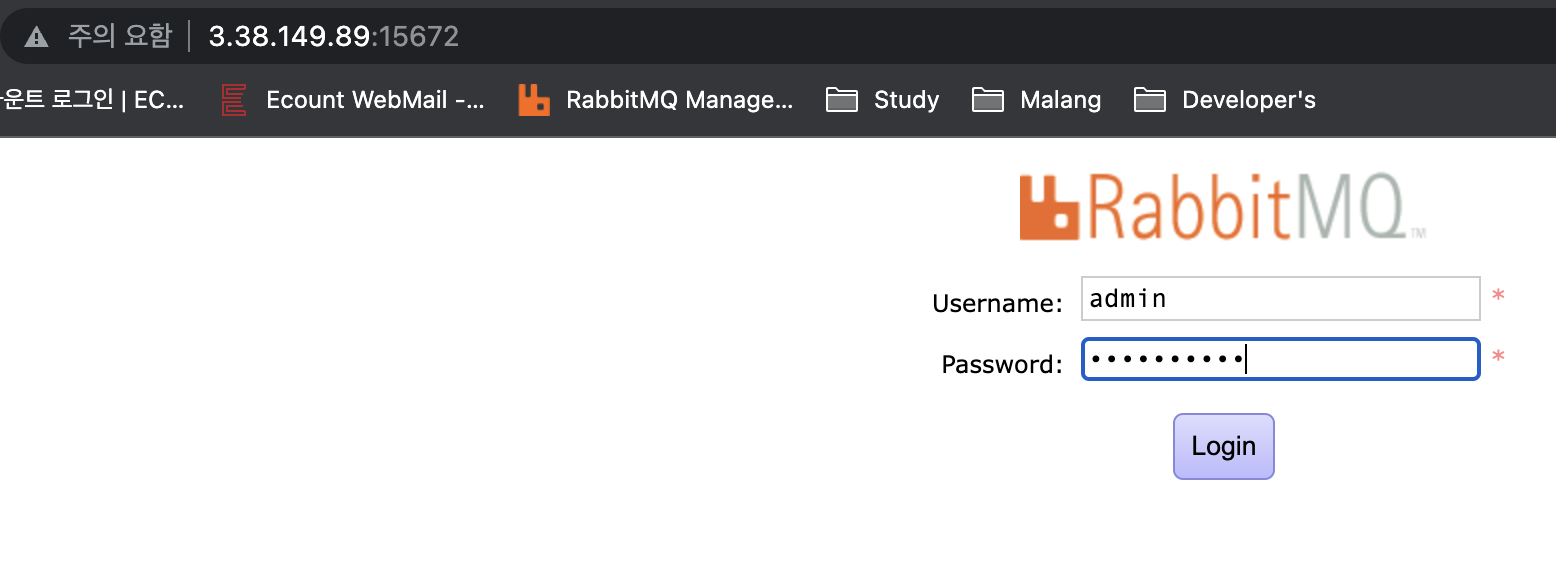 주의 요함 3.38.149.89:15672
운트 로그인 | EC... Ecount WebMail -... RabbitMQ Manage... Study Malang Developer's
RabbitMQ™
Username: admin *
Password: •••••••••• *
Login